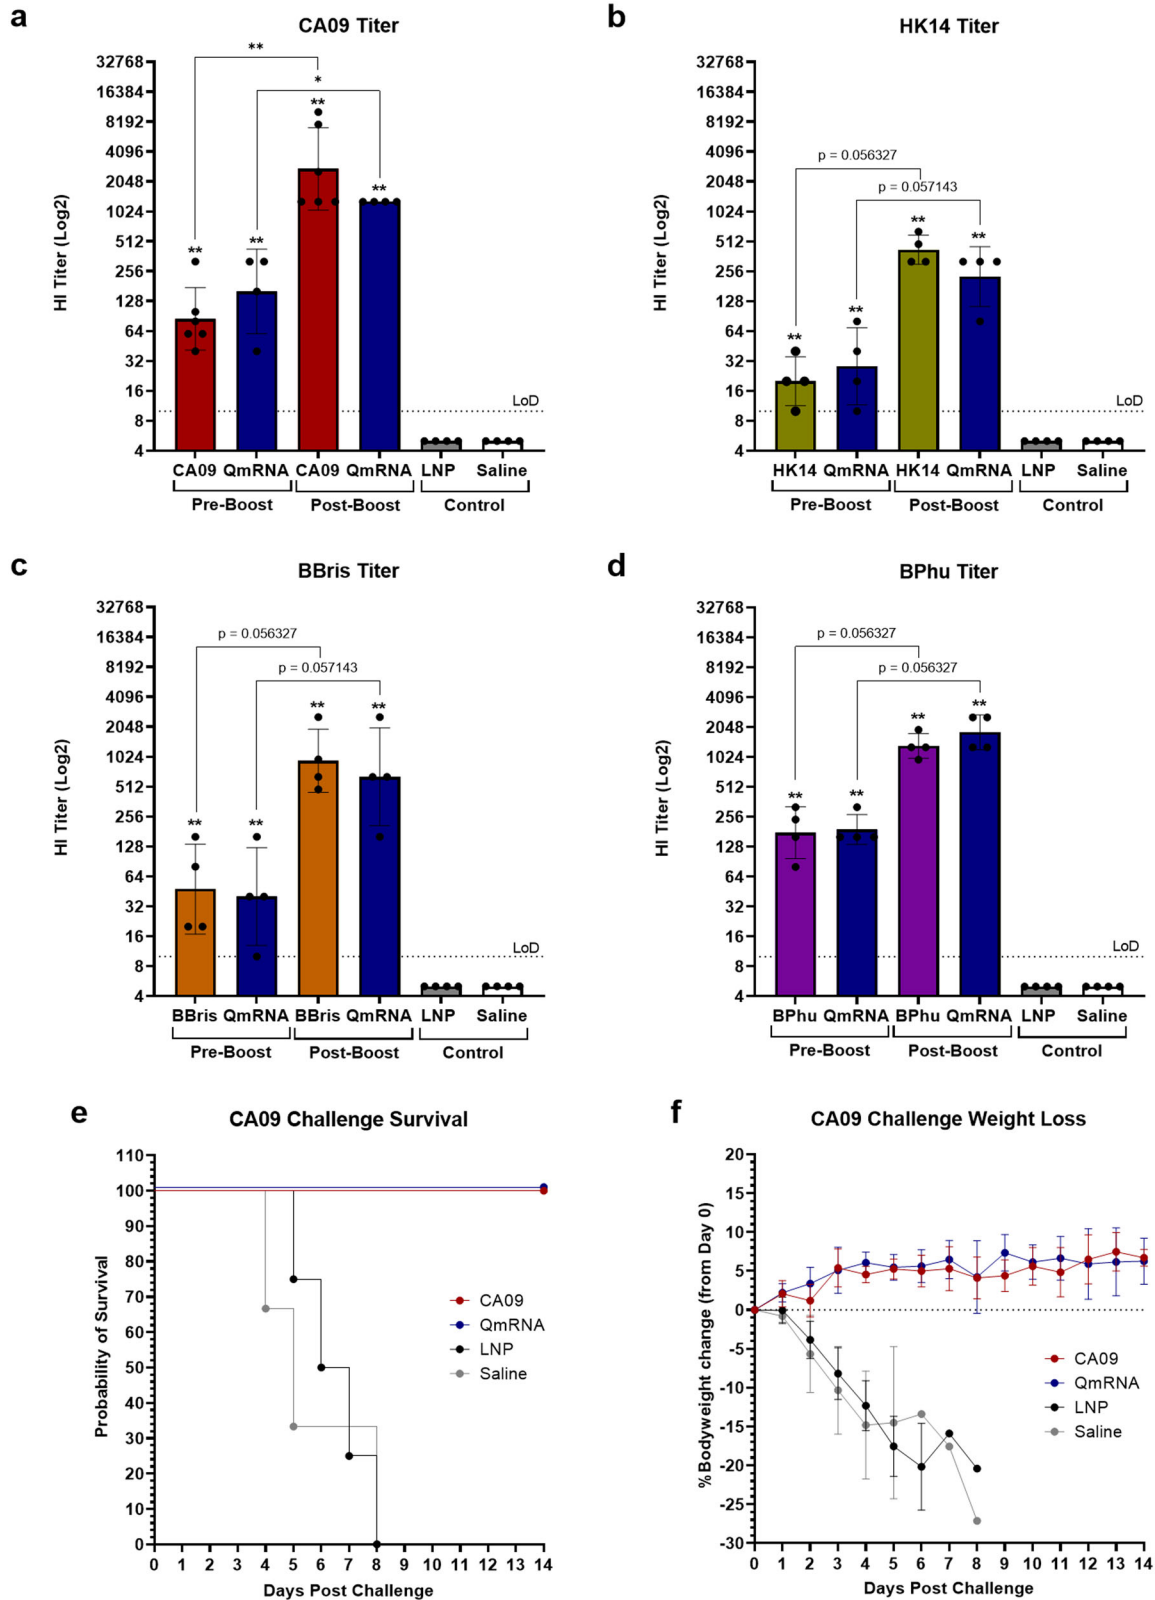 a
CA09 Titer
HI Titer (Log2)
32768
16384
8192
4096
2048
1024
512
256
128
64
32
16
8
4
**
*
**
**
**
**
LoD
CA09 QmRNA CA09 QmRNA LNP Saline
Pre-Boost Post-Boost Control
b
HK14 Titer
HI Titer (Log2)
32768
16384
8192
4096
2048
1024
512
256
128
64
32
16
8
4
p = 0.056327
p = 0.057143
**
**
**
**
LoD
HK14 QmRNA HK14 QmRNA LNP Saline
Pre-Boost Post-Boost Control
c
BBris Titer
HI Titer (Log2)
32768
16384
8192
4096
2048
1024
512
256
128
64
32
16
8
4
p = 0.056327
p = 0.057143
**
**
**
**
LoD
BBris QmRNA BBris QmRNA LNP Saline
Pre-Boost Post-Boost Control
d
BPhu Titer
HI Titer (Log2)
32768
16384
8192
4096
2048
1024
512
256
128
64
32
16
8
4
p = 0.056327
p = 0.056327
**
**
**
**
LoD
BPhu QmRNA BPhu QmRNA LNP Saline
Pre-Boost Post-Boost Control
e
CA09 Challenge Survival
Probability of Survival
110
100
90
80
70
60
50
40
30
20
10
0
CA09
QmRNA
LNP
Saline
0 1 2 3 4 5 6 7 8 9 10 11 12 13 14
Days Post Challenge
f
CA09 Challenge Weight Loss
%Bodyweight change (from Day 0)
20
15
10
5
0
-5
-10
-15
-20
-25
-30
CA09
QmRNA
LNP
Saline
0 1 2 3 4 5 6 7 8 9 10 11 12 13 14
Days Post Challenge